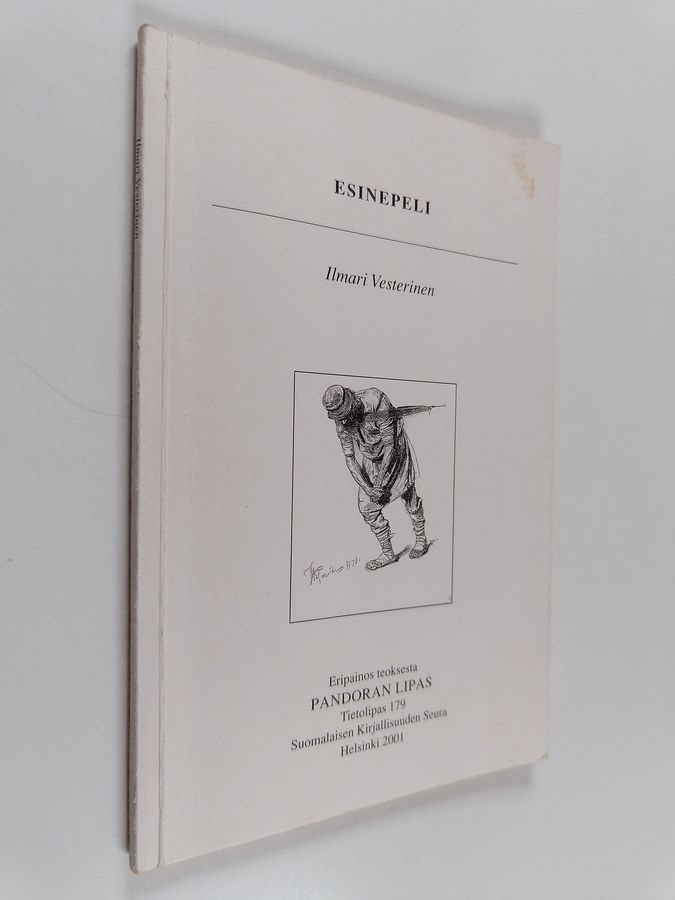 ESINEPELI
Ilmari Vesterinen
Eripainos teoksesta
PANDORAN LIPAS
Tietolipas 179
Suomalaisen Kirjallisuuden Seura
Helsinki 2001
Ilmari Vesterinen